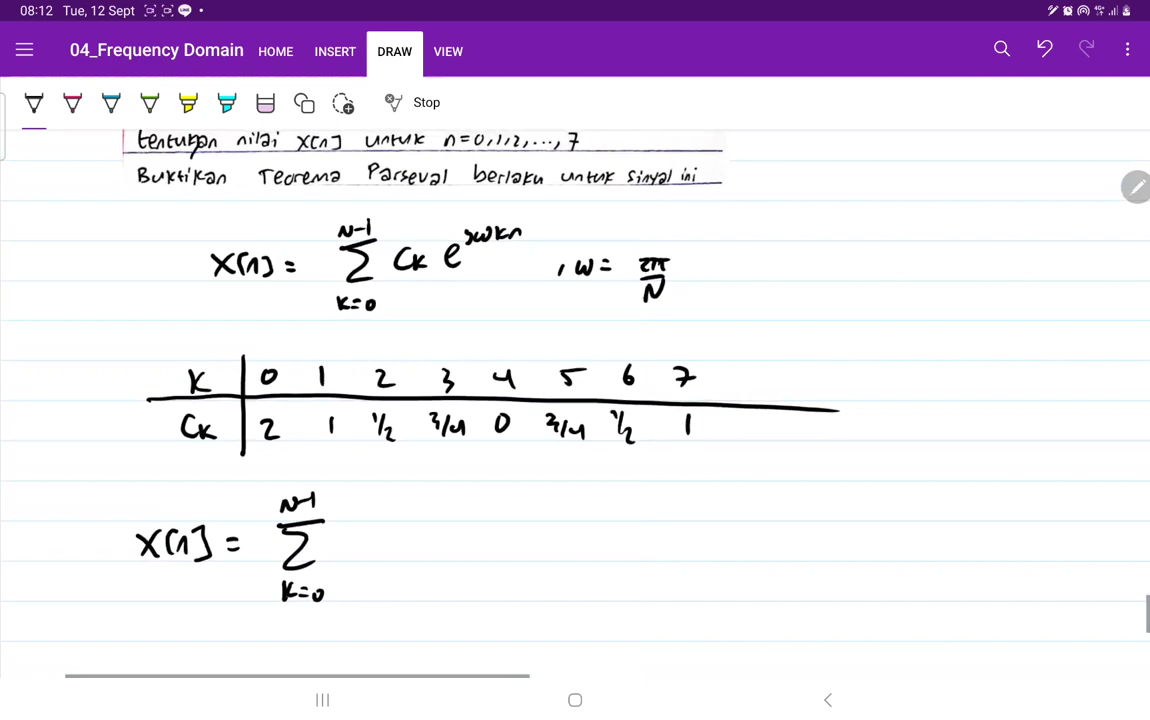 08:12 Tue, 12 Sept
04_Frequency Domain HOME INSERT DRAW VIEW
Stop
tentukan nilai x[n] untuk n=0,1,2,...,7
Buktikan Teorema Parseval berlaku untuk sinyal ini
x[n] = N-1 Σ k=0 Ck e^jωkn , ω = 2π/N
K 0 1 2 3 4 5 6 7
Ck 2 1 1/2 3/4 0 3/4 1/2 1
x[n] = N-1 Σ k=0